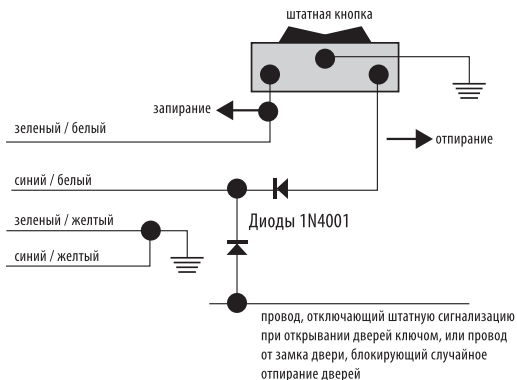 штатная кнопка
запирание
зеленый / белый
отпирание
синий / белый
зеленый / желтый
Диоды 1N4001
синий / желтый
провод, отключающий штатную сигнализацию
при открывании дверей ключом, или провод
от замка двери, блокирующий случайное
отпирание дверей